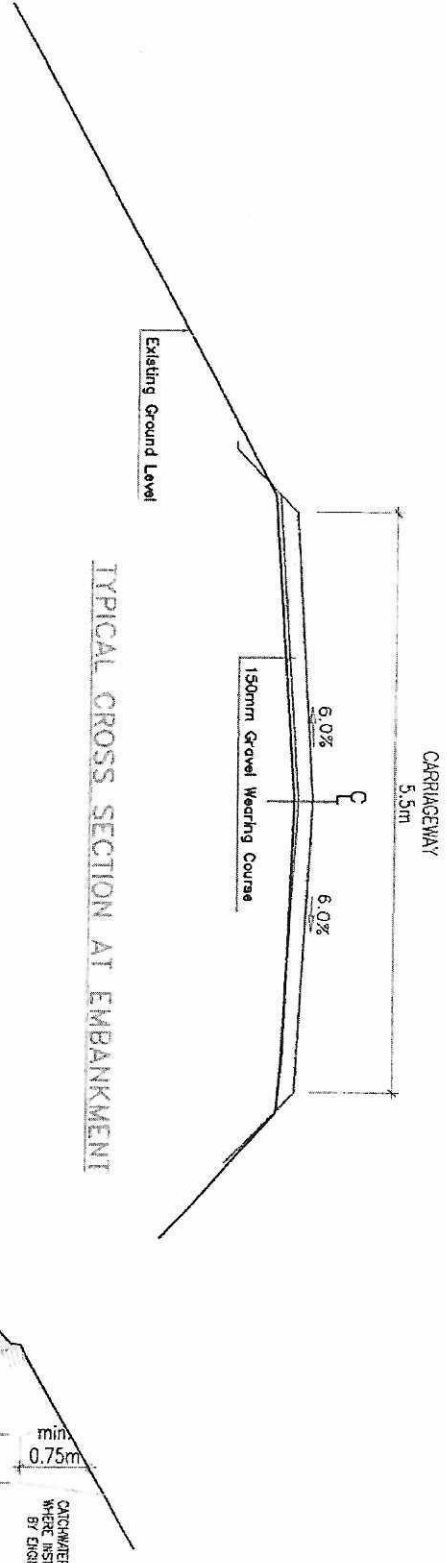 CARRIAGEWAY
5.5m
6.0%
6.0%
150mm Gravel Wearing Course
Existing Ground Level
TYPICAL CROSS SECTION AT EMBANKMENT
min.
0.75m
WHERE
BY